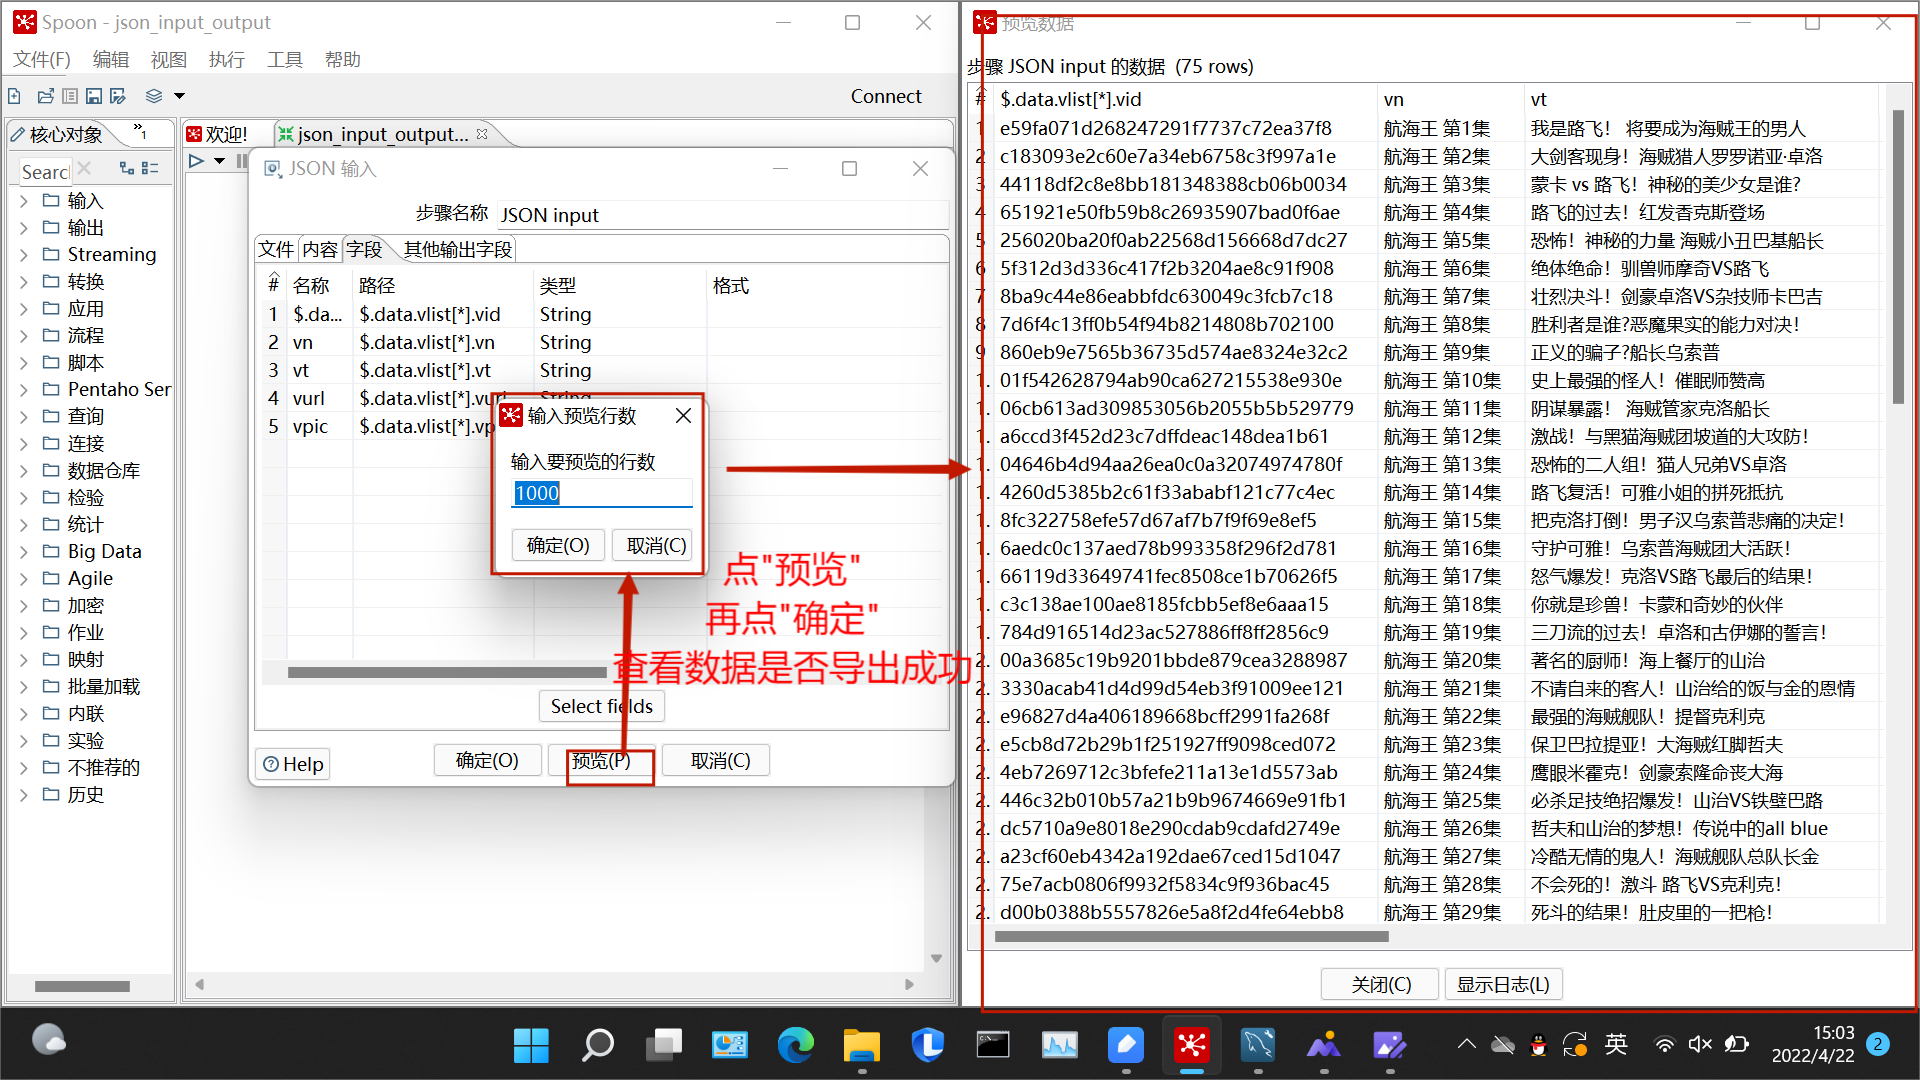 Spoon - json_input_output
文件(F) 编辑 视图 执行 工具 帮助
Connect
核心对象 »1
欢迎!
json_input_output...
Search
输入
输出
Streaming
转换
应用
流程
脚本
Pentaho Ser
查询
连接
数据仓库
检验
统计
Big Data
Agile
加密
作业
映射
批量加载
内联
实验
不推荐的
历史
JSON 输入
步骤名称 JSON input
文件 内容 字段 其他输出字段
# 名称 路径 类型 格式
1 $.da... $.data.vlist[*].vid String
2 vn $.data.vlist[*].vn String
3 vt $.data.vlist[*].vt String
4 vurl $.data.vlist[*].vurl String
5 vpic $.data.vlist[*].vp
输入预览行数
输入要预览的行数
1000
确定(O) 取消(C)
点"预览"
再点"确定"
查看数据是否导出成功
Select fields
Help 确定(O) 预览(P) 取消(C)
预览数据
步骤 JSON input 的数据 (75 rows)
# $.data.vlist[*].vid vn vt
1 e59fa071d268247291f7737c72ea37f8 航海王 第1集 我是路飞！ 将要成为海贼王的男人
2 c183093e2c60e7a34eb6758c3f997a1e 航海王 第2集 大剑客现身！海贼猎人罗罗诺亚·卓洛
3 44118df2c8e8bb181348388cb06b0034 航海王 第3集 蒙卡 vs 路飞！神秘的美少女是谁?
4 651921e50fb59b8c26935907bad0f6ae 航海王 第4集 路飞的过去！红发香克斯登场
5 256020ba20f0ab22568d156668d7dc27 航海王 第5集 恐怖！神秘的力量 海贼小丑巴基船长
6 5f312d3d336c417f2b3204ae8c91f908 航海王 第6集 绝体绝命！驯兽师摩奇VS路飞
7 8ba9c44e86eabbfdc630049c3fcb7c18 航海王 第7集 壮烈决斗！剑豪卓洛VS杂技师卡巴吉
8 7d6f4c13ff0b54f94b8214808b702100 航海王 第8集 胜利者是谁?恶魔果实的能力对决！
9 860eb9e7565b36735d574ae8324e32c2 航海王 第9集 正义的骗子?船长乌索普
1. 01f542628794ab90ca627215538e930e 航海王 第10集 史上最强的怪人！催眠师赞高
1. 06cb613ad309853056b2055b5b529779 航海王 第11集 阴谋暴露！ 海贼管家克洛船长
1. a6ccd3f452d23c7dffdeac148dea1b61 航海王 第12集 激战！与黑猫海贼团坡道的大攻防！
1. 04646b4d94aa26ea0c0a32074974780f 航海王 第13集 恐怖的二人组！猫人兄弟VS卓洛
1. 4260d5385b2c61f33ababf121c77c4ec 航海王 第14集 路飞复活！可雅小姐的拼死抵抗
1. 8fc322758efe57d67af7b7f9f69e8ef5 航海王 第15集 把克洛打倒！男子汉乌索普悲痛的决定！
1. 6aedc0c137aed78b993358f296f2d781 航海王 第16集 守护可雅！乌索普海贼团大活跃！
1. 66119d33649741fec8508ce1b70626f5 航海王 第17集 怒气爆发！克洛VS路飞最后的结果！
1. c3c138ae100ae8185fcbb5ef8e6aaa15 航海王 第18集 你就是珍兽！卡蒙和奇妙的伙伴
1. 784d916514d23ac527886ff8ff2856c9 航海王 第19集 三刀流的过去！卓洛和古伊娜的誓言！
2. 00a3685c19b9201bbde879cea3288987 航海王 第20集 著名的厨师！海上餐厅的山治
2. 3330acab41d4d99d54eb3f91009ee121 航海王 第21集 不请自来的客人！山治给的饭与金的恩情
2. e96827d4a406189668bcff2991fa268f 航海王 第22集 最强的海贼舰队！提督克利克
2. e5cb8d72b29b1f251927ff9098ced072 航海王 第23集 保卫巴拉提亚！大海贼红脚哲夫
2. 4eb7269712c3bfefe211a13e1d5573ab 航海王 第24集 鹰眼米霍克！剑豪索隆命丧大海
2. 446c32b010b57a21b9b9674669e91fb1 航海王 第25集 必杀足技绝招爆发！山治VS铁壁巴路
2. dc5710a9e8018e290cdab9cdafd2749e 航海王 第26集 哲夫和山治的梦想！传说中的all blue
2. a23cf60eb4342a192dae67ced15d1047 航海王 第27集 冷酷无情的鬼人！海贼舰队总队长金
2. 75e7acb0806f9932f5834c9f936bac45 航海王 第28集 不会死的！激斗 路飞VS克利克！
2. d00b0388b5557826e5a8f2d4fe64ebb8 航海王 第29集 死斗的结果！肚皮里的一把枪！
关闭(C) 显示日志(L)
英
15:03
2022/4/22
2